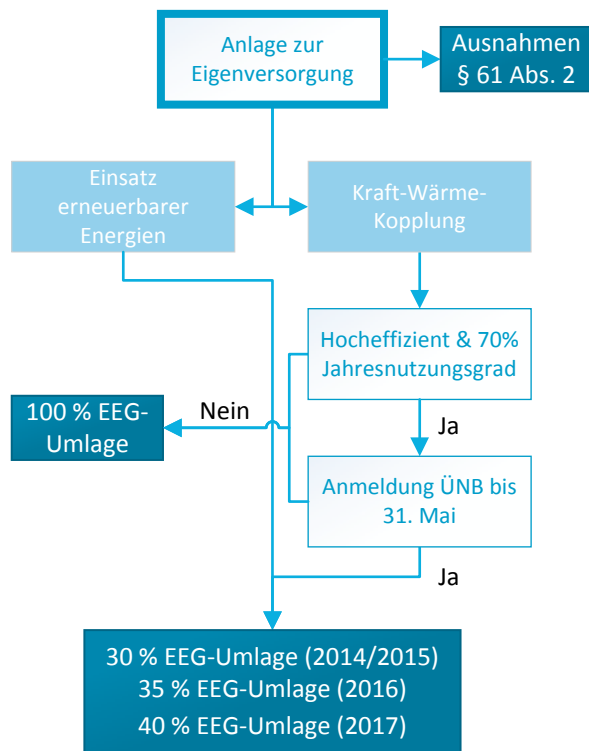 Anlage zur
Eigenversorgung
Ausnahmen
§ 61 Abs. 2
Einsatz
erneuerbarer
Energien
Kraft-Wärme-
Kopplung
Hocheffizient & 70%
Jahresnutzungsgrad
Nein
100 % EEG-
Umlage
Ja
Anmeldung ÜNB bis
31. Mai
Ja
30 % EEG-Umlage (2014/2015)
35 % EEG-Umlage (2016)
40 % EEG-Umlage (2017)